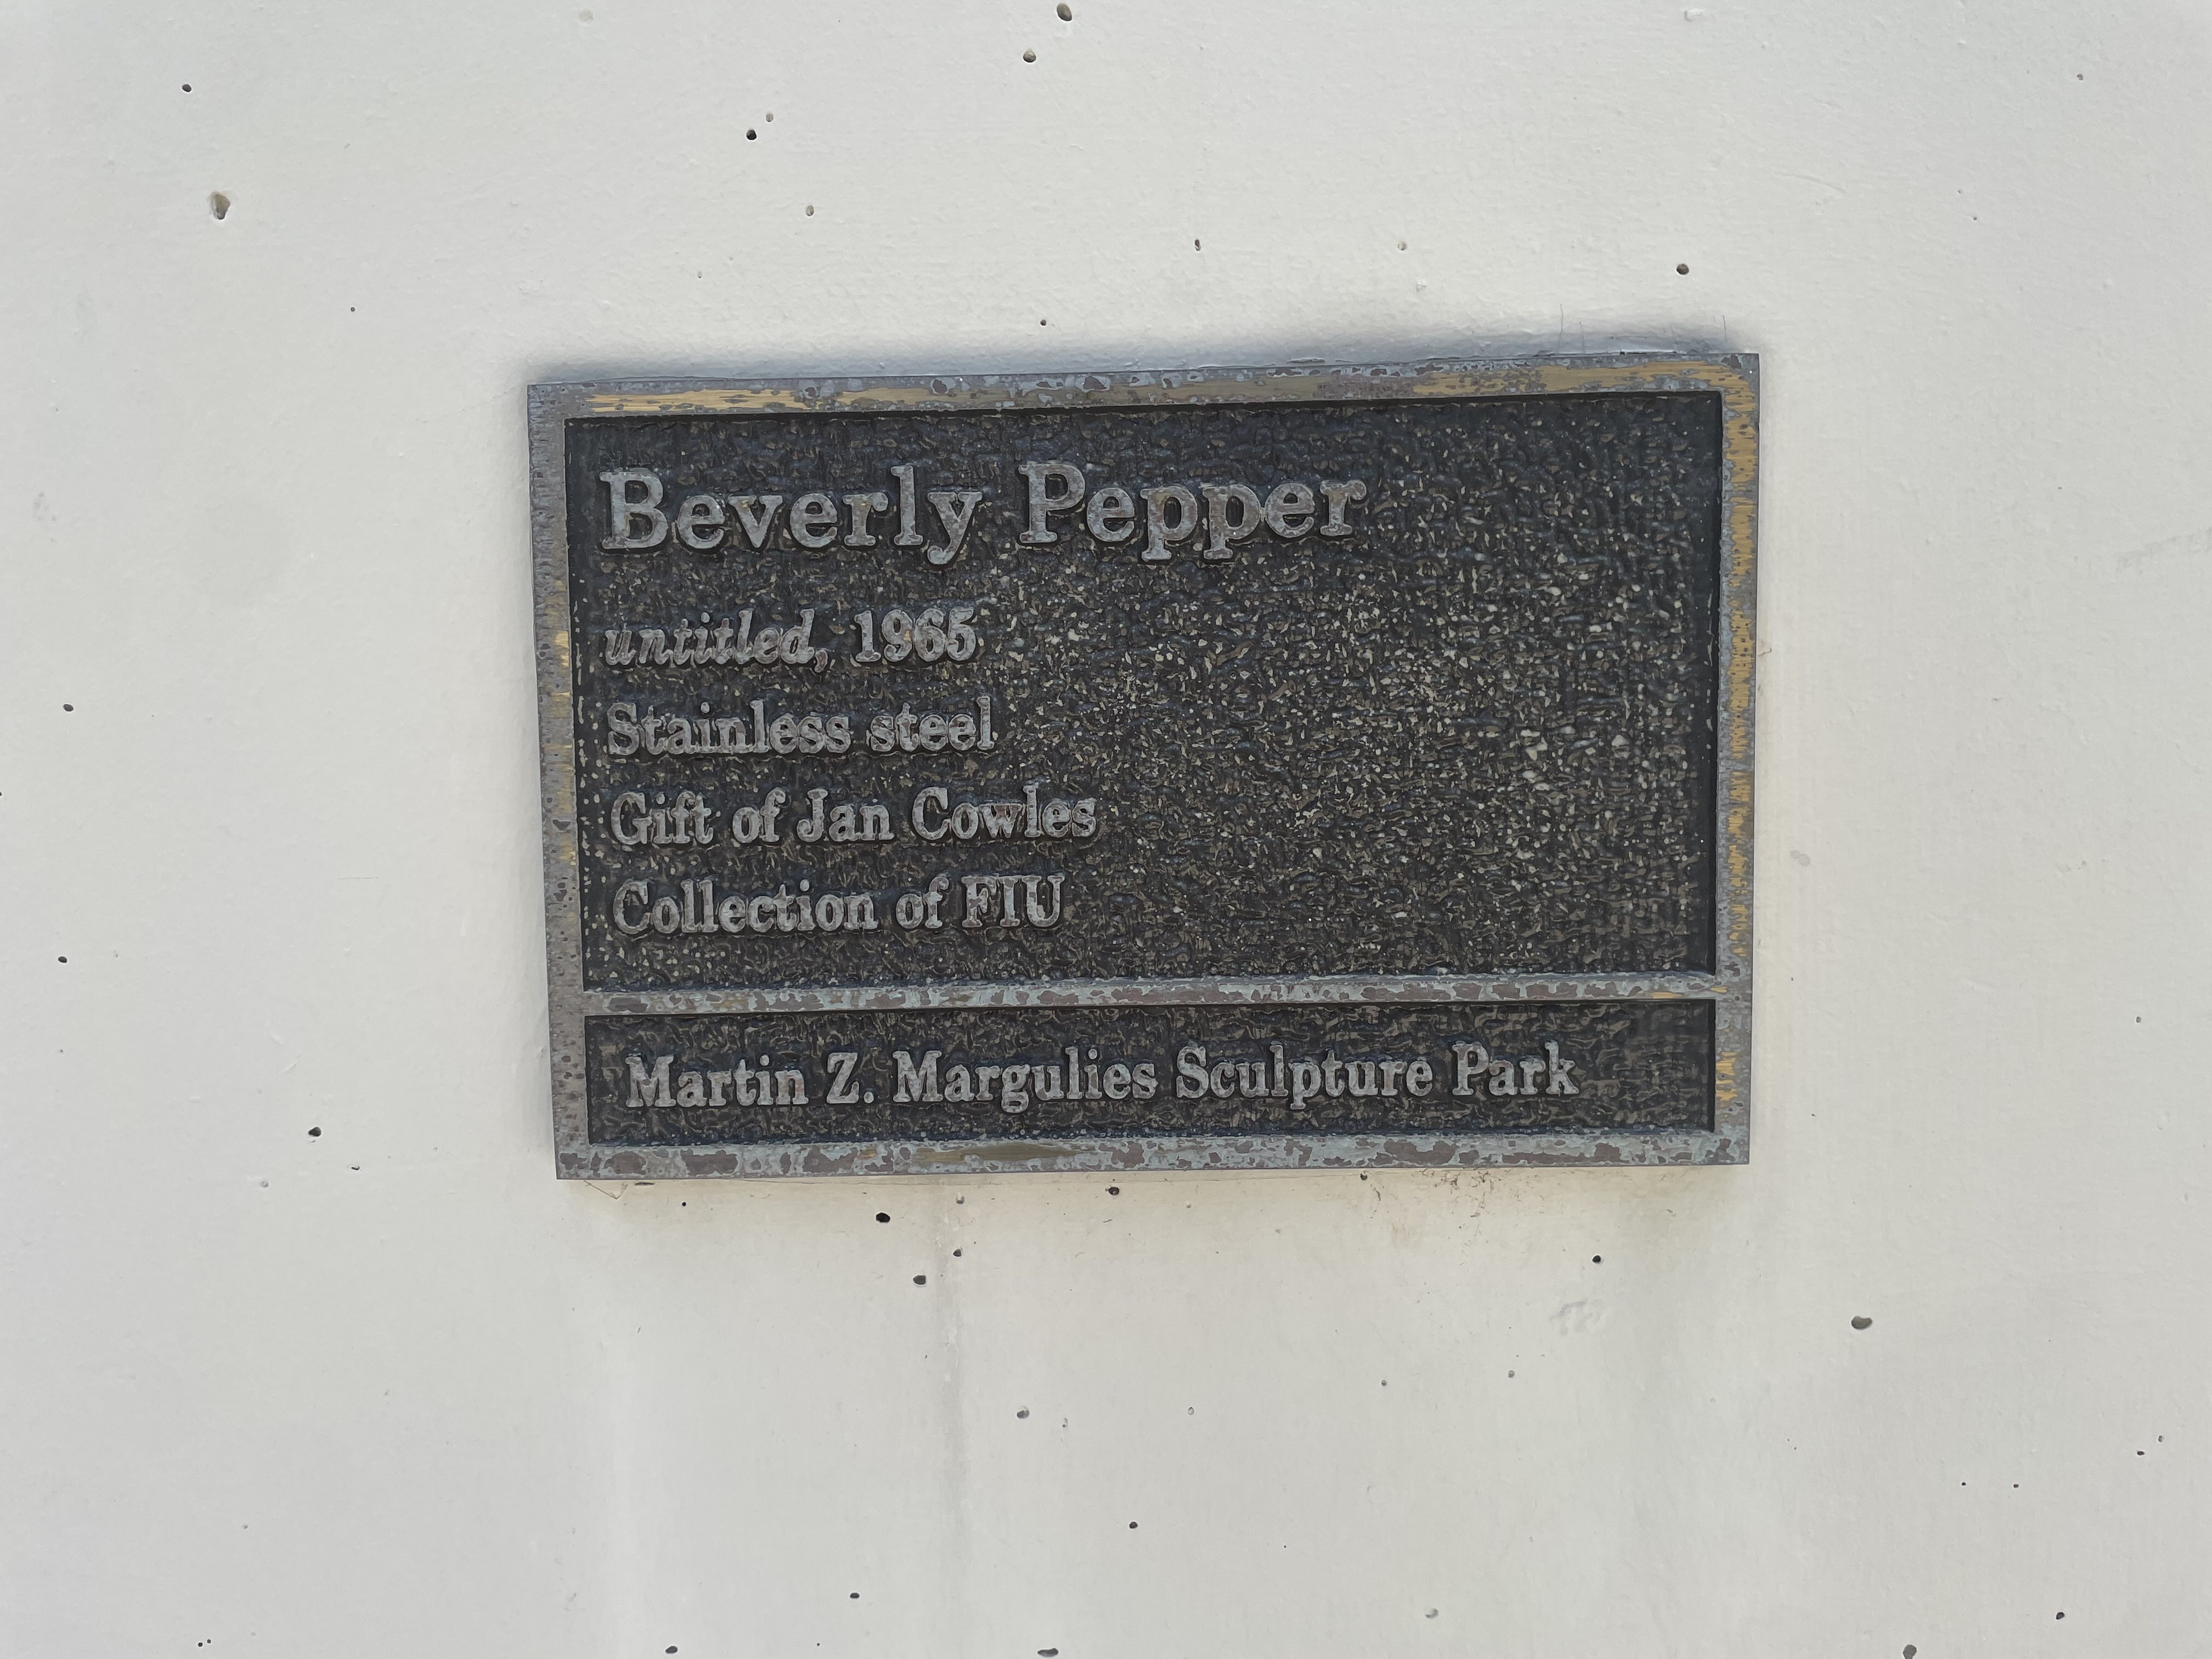 Beverly Pepper
untitled, 1965
Stainless steel
Gift of Jan Cowles
Collection of FIU
Martin Z. Margulies Sculpture Park